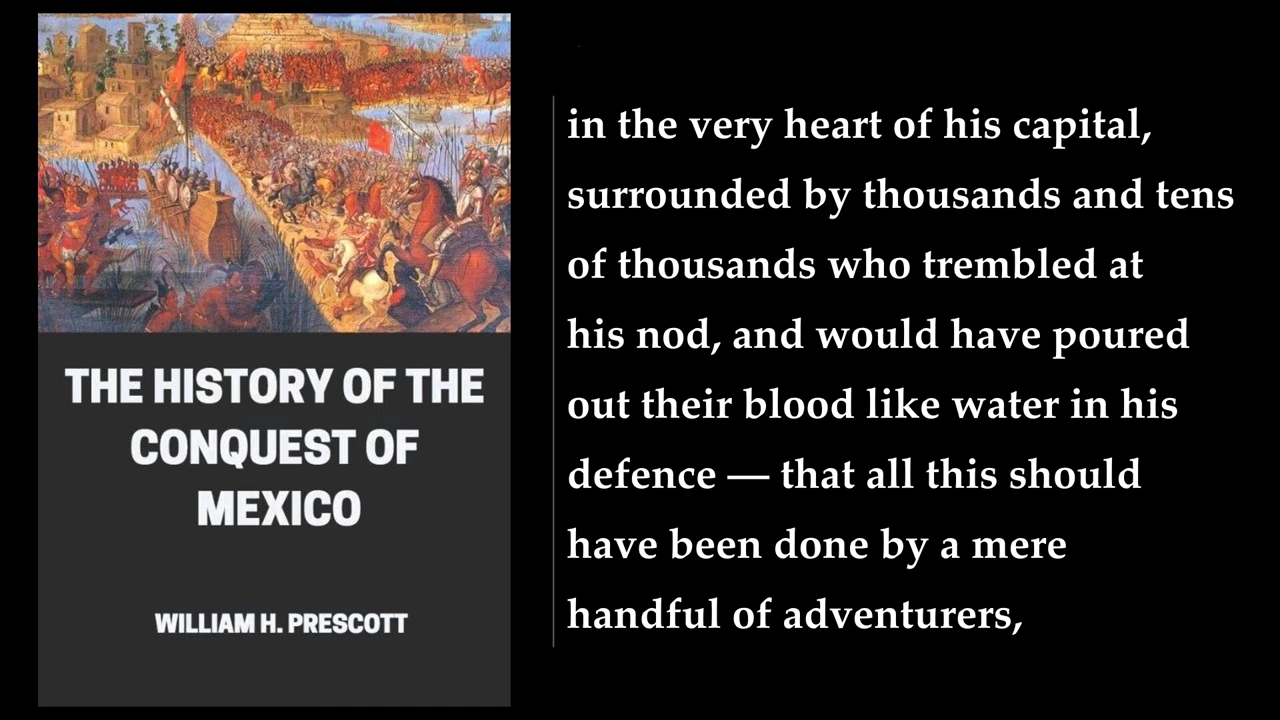 THE HISTORY OF THE
CONQUEST OF
MEXICO
WILLIAM H. PRESCOTT
in the very heart of his capital,
surrounded by thousands and tens
of thousands who trembled at
his nod, and would have poured
out their blood like water in his
defence — that all this should
have been done by a mere
handful of adventurers,